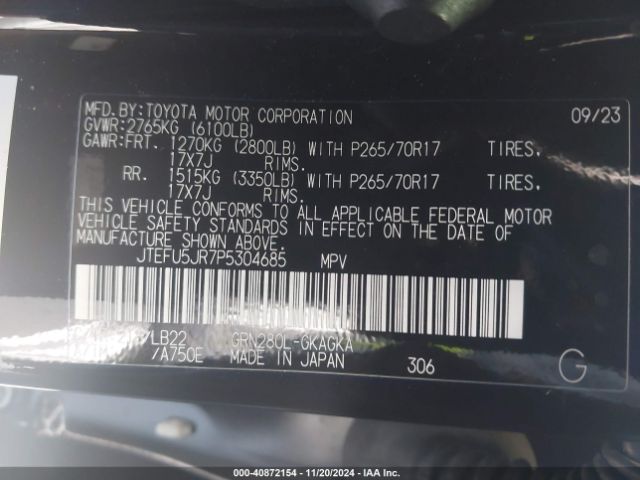 MFD.BY:TOYOTA MOTOR CORPORATION 09/23
GVWR:2765KG (6100LB)
GAWR:FRT. 1270KG (2800LB) WITH P265/70R17 TIRES.
17X7J RIMS.
RR. 1515KG (3350LB) WITH P265/70R17 TIRES.
17X7J RIMS.
THIS VEHICLE CONFORMS TO ALL APPLICABLE FEDERAL MOTOR
VEHICLE SAFETY STANDARDS IN EFFECT ON THE DATE OF
MANUFACTURE SHOWN ABOVE.
JTEFU5JR7P5304685 MPV
/LB22 GRN280L-GKAGKA
/A750E MADE IN JAPAN 306 G
000-40872154 - 11/20/2024 - IAAI.ca